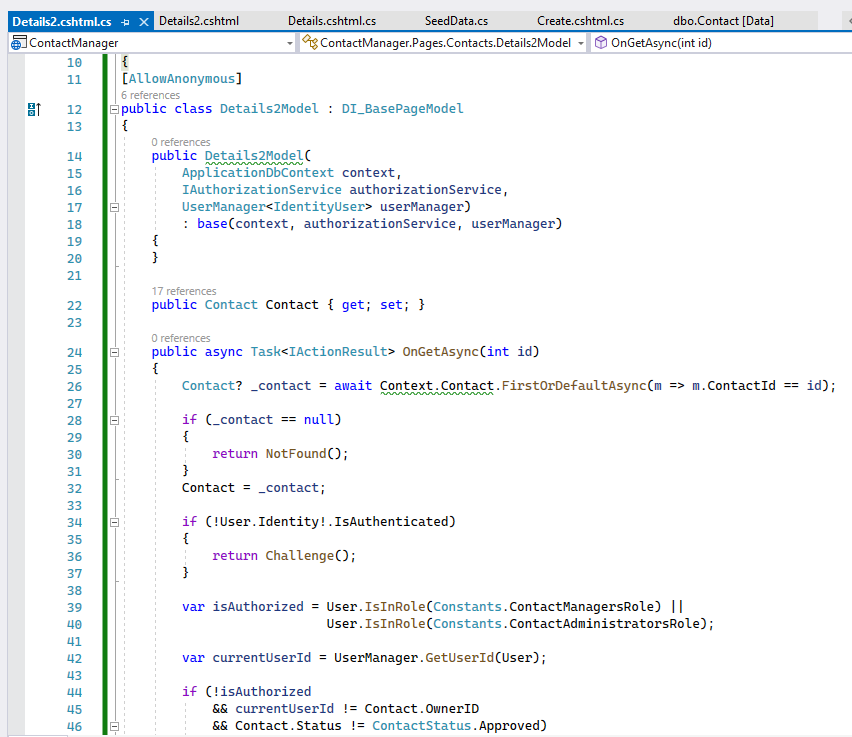 Details2.cshtml.cs Details2.cshtml Details.cshtml.cs SeedData.cs Create.cshtml.cs dbo.Contact [Data]
ContactManager ContactManager.Pages.Contacts.Details2Model OnGetAsync(int id)
10 {
11 [AllowAnonymous]
6 references
12 public class Details2Model : DI_BasePageModel
13 {
0 references
14 public Details2Model(
15 ApplicationDbContext context,
16 IAuthorizationService authorizationService,
17 UserManager<IdentityUser> userManager)
18 : base(context, authorizationService, userManager)
19 {
20 }
21
17 references
22 public Contact Contact { get; set; }
23
0 references
24 public async Task<IActionResult> OnGetAsync(int id)
25 {
26 Contact? _contact = await Context.Contact.FirstOrDefaultAsync(m => m.ContactId == id);
27
28 if (_contact == null)
29 {
30 return NotFound();
31 }
32 Contact = _contact;
33
34 if (!User.Identity!.IsAuthenticated)
35 {
36 return Challenge();
37 }
38
39 var isAuthorized = User.IsInRole(Constants.ContactManagersRole) ||
40 User.IsInRole(Constants.ContactAdministratorsRole);
41
42 var currentUserId = UserManager.GetUserId(User);
43
44 if (!isAuthorized
45 && currentUserId != Contact.OwnerID
46 && Contact.Status != ContactStatus.Approved)